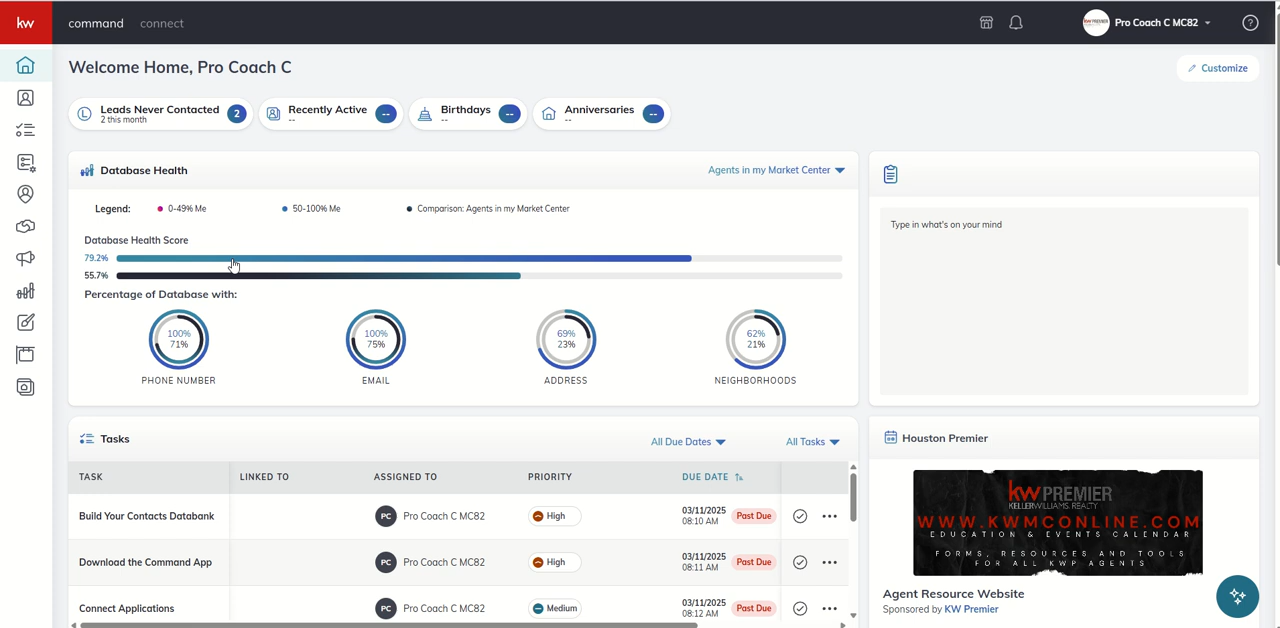 kw
command
connect
Pro Coach C MC82
?
Welcome Home, Pro Coach C
Customize
Leads Never Contacted
2 this month
2
Recently Active
--
--
Birthdays
--
--
Anniversaries
--
--
Database Health
Agents in my Market Center
Legend:
0-49% Me
50-100% Me
Comparison: Agents in my Market Center
Database Health Score
79.2%
55.7%
Percentage of Database with:
100%
71%
PHONE NUMBER
100%
75%
EMAIL
69%
23%
ADDRESS
62%
21%
NEIGHBORHOODS
Type in what's on your mind
Tasks
All Due Dates
All Tasks
TASK
LINKED TO
ASSIGNED TO
PRIORITY
DUE DATE
Build Your Contacts Databank
PC
Pro Coach C MC82
High
03/11/2025
08:10 AM
Past Due
Download the Command App
PC
Pro Coach C MC82
High
03/11/2025
08:11 AM
Past Due
Connect Applications
PC
Pro Coach C MC82
Medium
03/11/2025
08:12 AM
Past Due
Houston Premier
kw PREMIER
KELLERWILLIAMS. REALTY
WWW.KWMCONLINE.COM
EDUCATION & EVENTS CALENDAR
FORMS, RESOURCES AND TOOLS
FOR ALL KWP AGENTS
Agent Resource Website
Sponsored by KW Premier